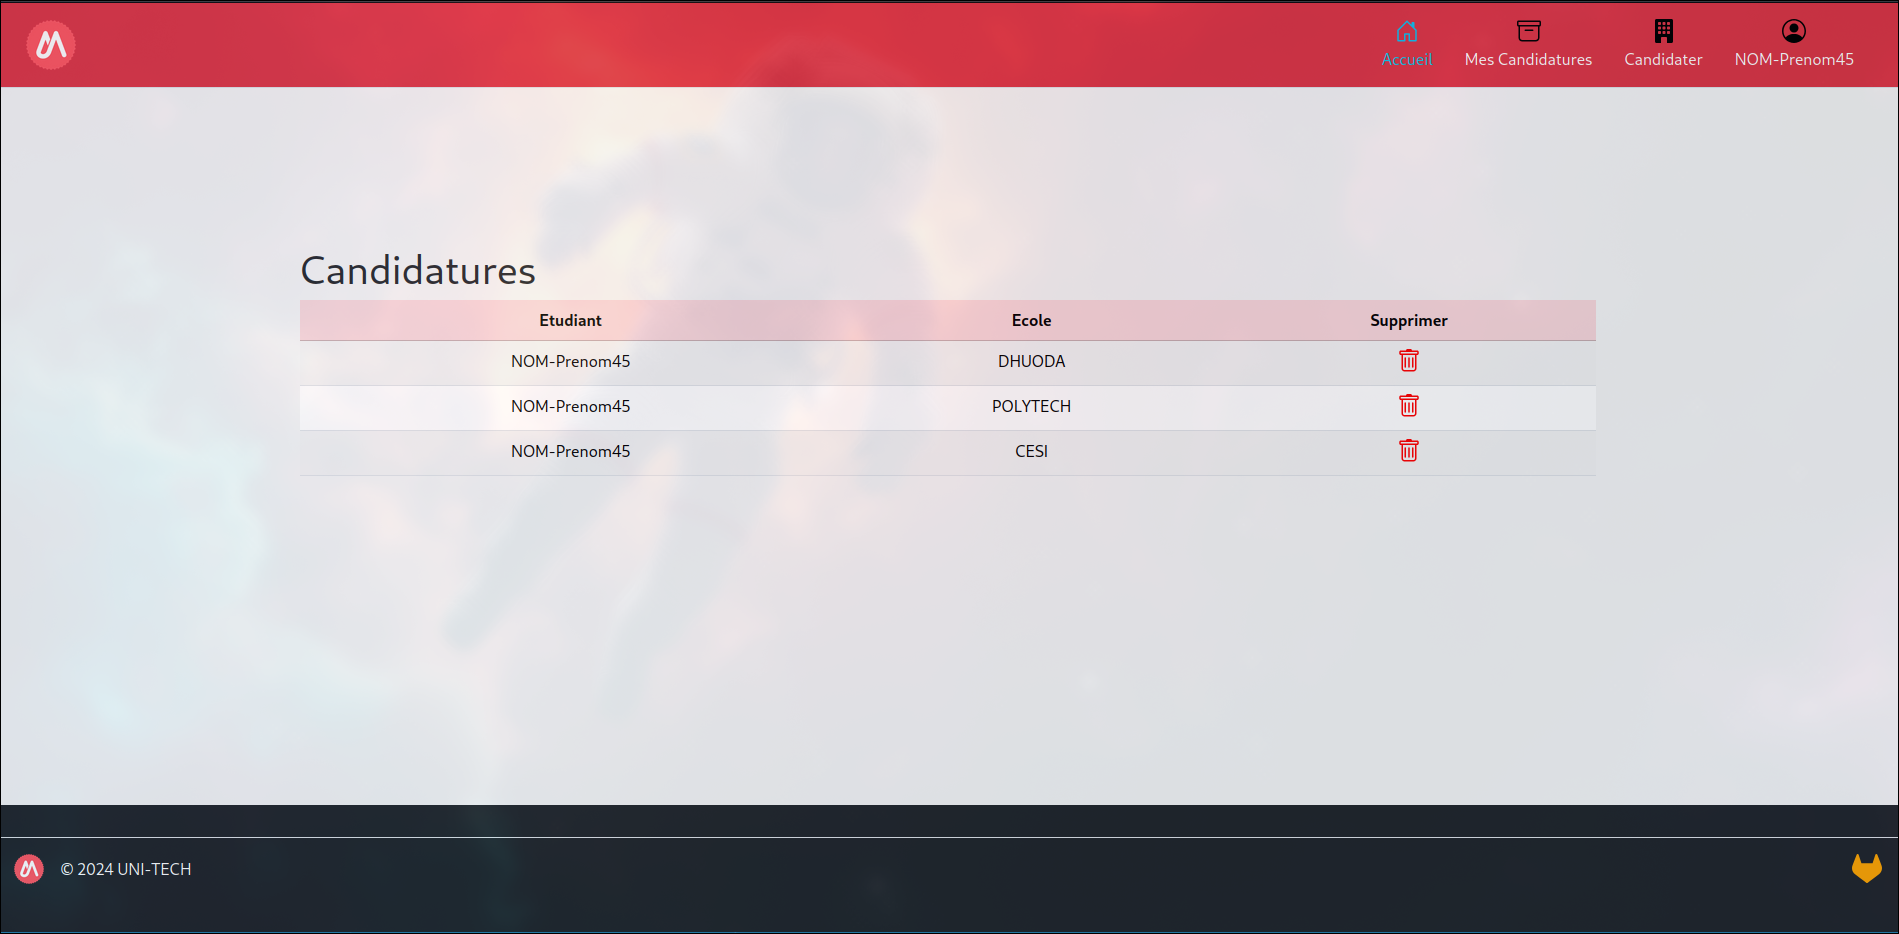 Accueil Mes Candidatures Candidater NOM-Prenom45
Candidatures
Etudiant Ecole Supprimer
NOM-Prenom45 DHUODA
NOM-Prenom45 POLYTECH
NOM-Prenom45 CESI
© 2024 UNI-TECH